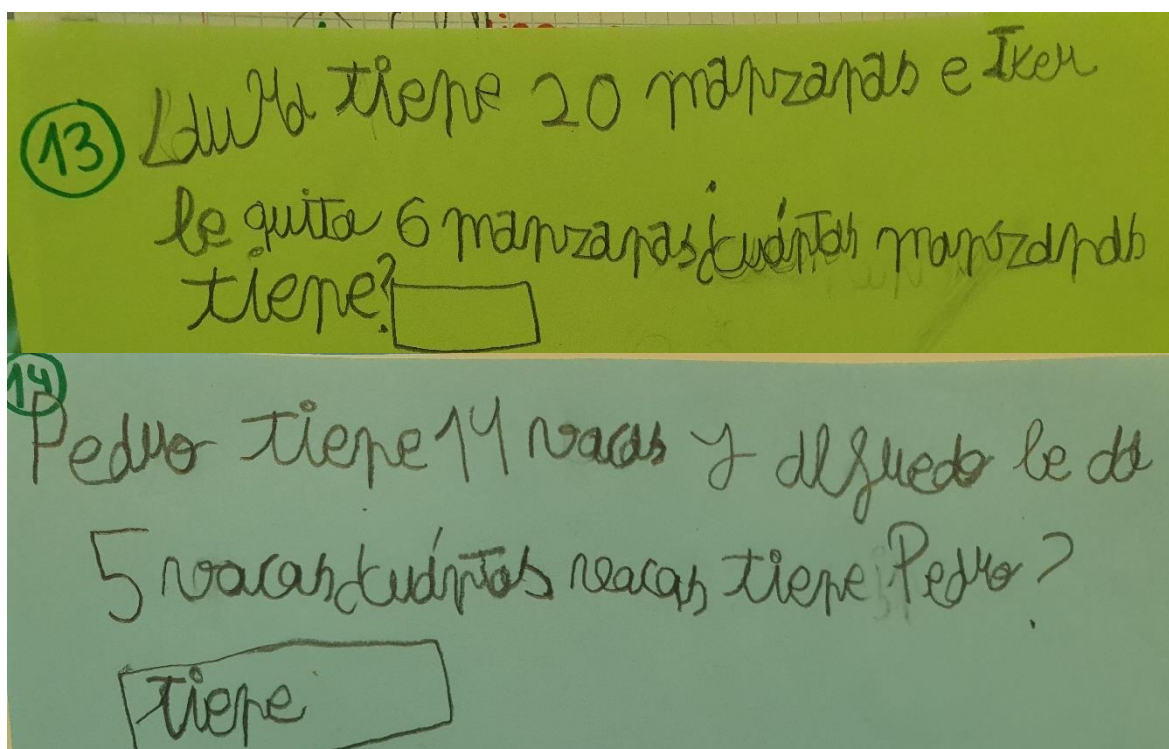 13 Laura tiene 20 manzanas e Iker
le quita 6 manzanas ¿cuántas manzanas
tiene?
14
Pedro tiene 14 vacas y alfredo le da
5 vacas ¿cuántas vacas tiene Pedro?
tiene